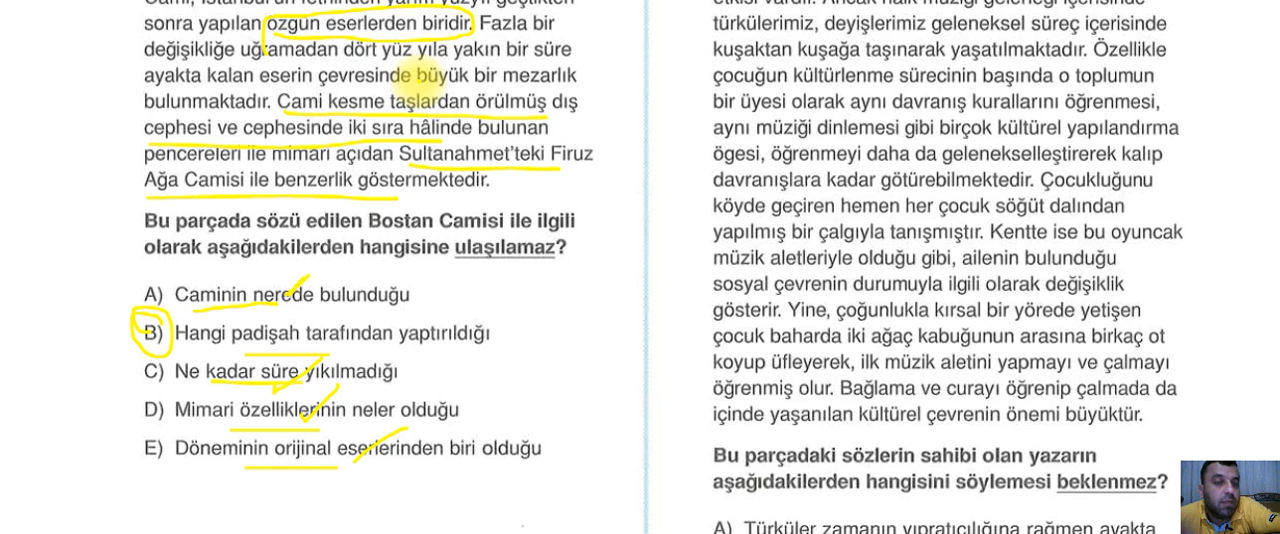 Cami, İstanbul'un fethinden yarım yüzyıl geçtikten
sonra yapılan özgün eserlerden biridir. Fazla bir
değişikliğe uğramadan dört yüz yıla yakın bir süre
ayakta kalan eserin çevresinde büyük bir mezarlık
bulunmaktadır. Cami kesme taşlardan örülmüş dış
cephesi ve cephesinde iki sıra hâlinde bulunan
pencereleri ile mimari açıdan Sultanahmet'teki Firuz
Ağa Camisi ile benzerlik göstermektedir.
Bu parçada sözü edilen Bostan Camisi ile ilgili
olarak aşağıdakilerden hangisine ulaşılamaz?
A) Caminin nerede bulunduğu
B) Hangi padişah tarafından yaptırıldığı
C) Ne kadar süre yıkılmadığı
D) Mimari özelliklerinin neler olduğu
E) Döneminin orijinal eserlerinden biri olduğu
etkisi vardır. Ancak halk müziği geleneği içerisinde
türkülerimiz, deyişlerimiz geleneksel süreç içerisinde
kuşaktan kuşağa taşınarak yaşatılmaktadır. Özellikle
çocuğun kültürlenme sürecinin başında o toplumun
bir üyesi olarak aynı davranış kurallarını öğrenmesi,
aynı müziği dinlemesi gibi birçok kültürel yapılandırma
ögesi, öğrenmeyi daha da gelenekselleştirerek kalıp
davranışlara kadar götürebilmektedir. Çocukluğunu
köyde geçiren hemen her çocuk söğüt dalından
yapılmış bir çalgıyla tanışmıştır. Kentte ise bu oyuncak
müzik aletleriyle olduğu gibi, ailenin bulunduğu
sosyal çevrenin durumuyla ilgili olarak değişiklik
gösterir. Yine, çoğunlukla kırsal bir yörede yetişen
çocuk baharda iki ağaç kabuğunun arasına birkaç ot
koyup üfleyerek, ilk müzik aletini yapmayı ve çalmayı
öğrenmiş olur. Bağlama ve curayı öğrenip çalmada da
içinde yaşanılan kültürel çevrenin önemi büyüktür.
Bu parçadaki sözlerin sahibi olan yazarın
aşağıdakilerden hangisini söylemesi beklenmez?
A) Türküler zamanın yıpratıcılığına rağmen ayakta